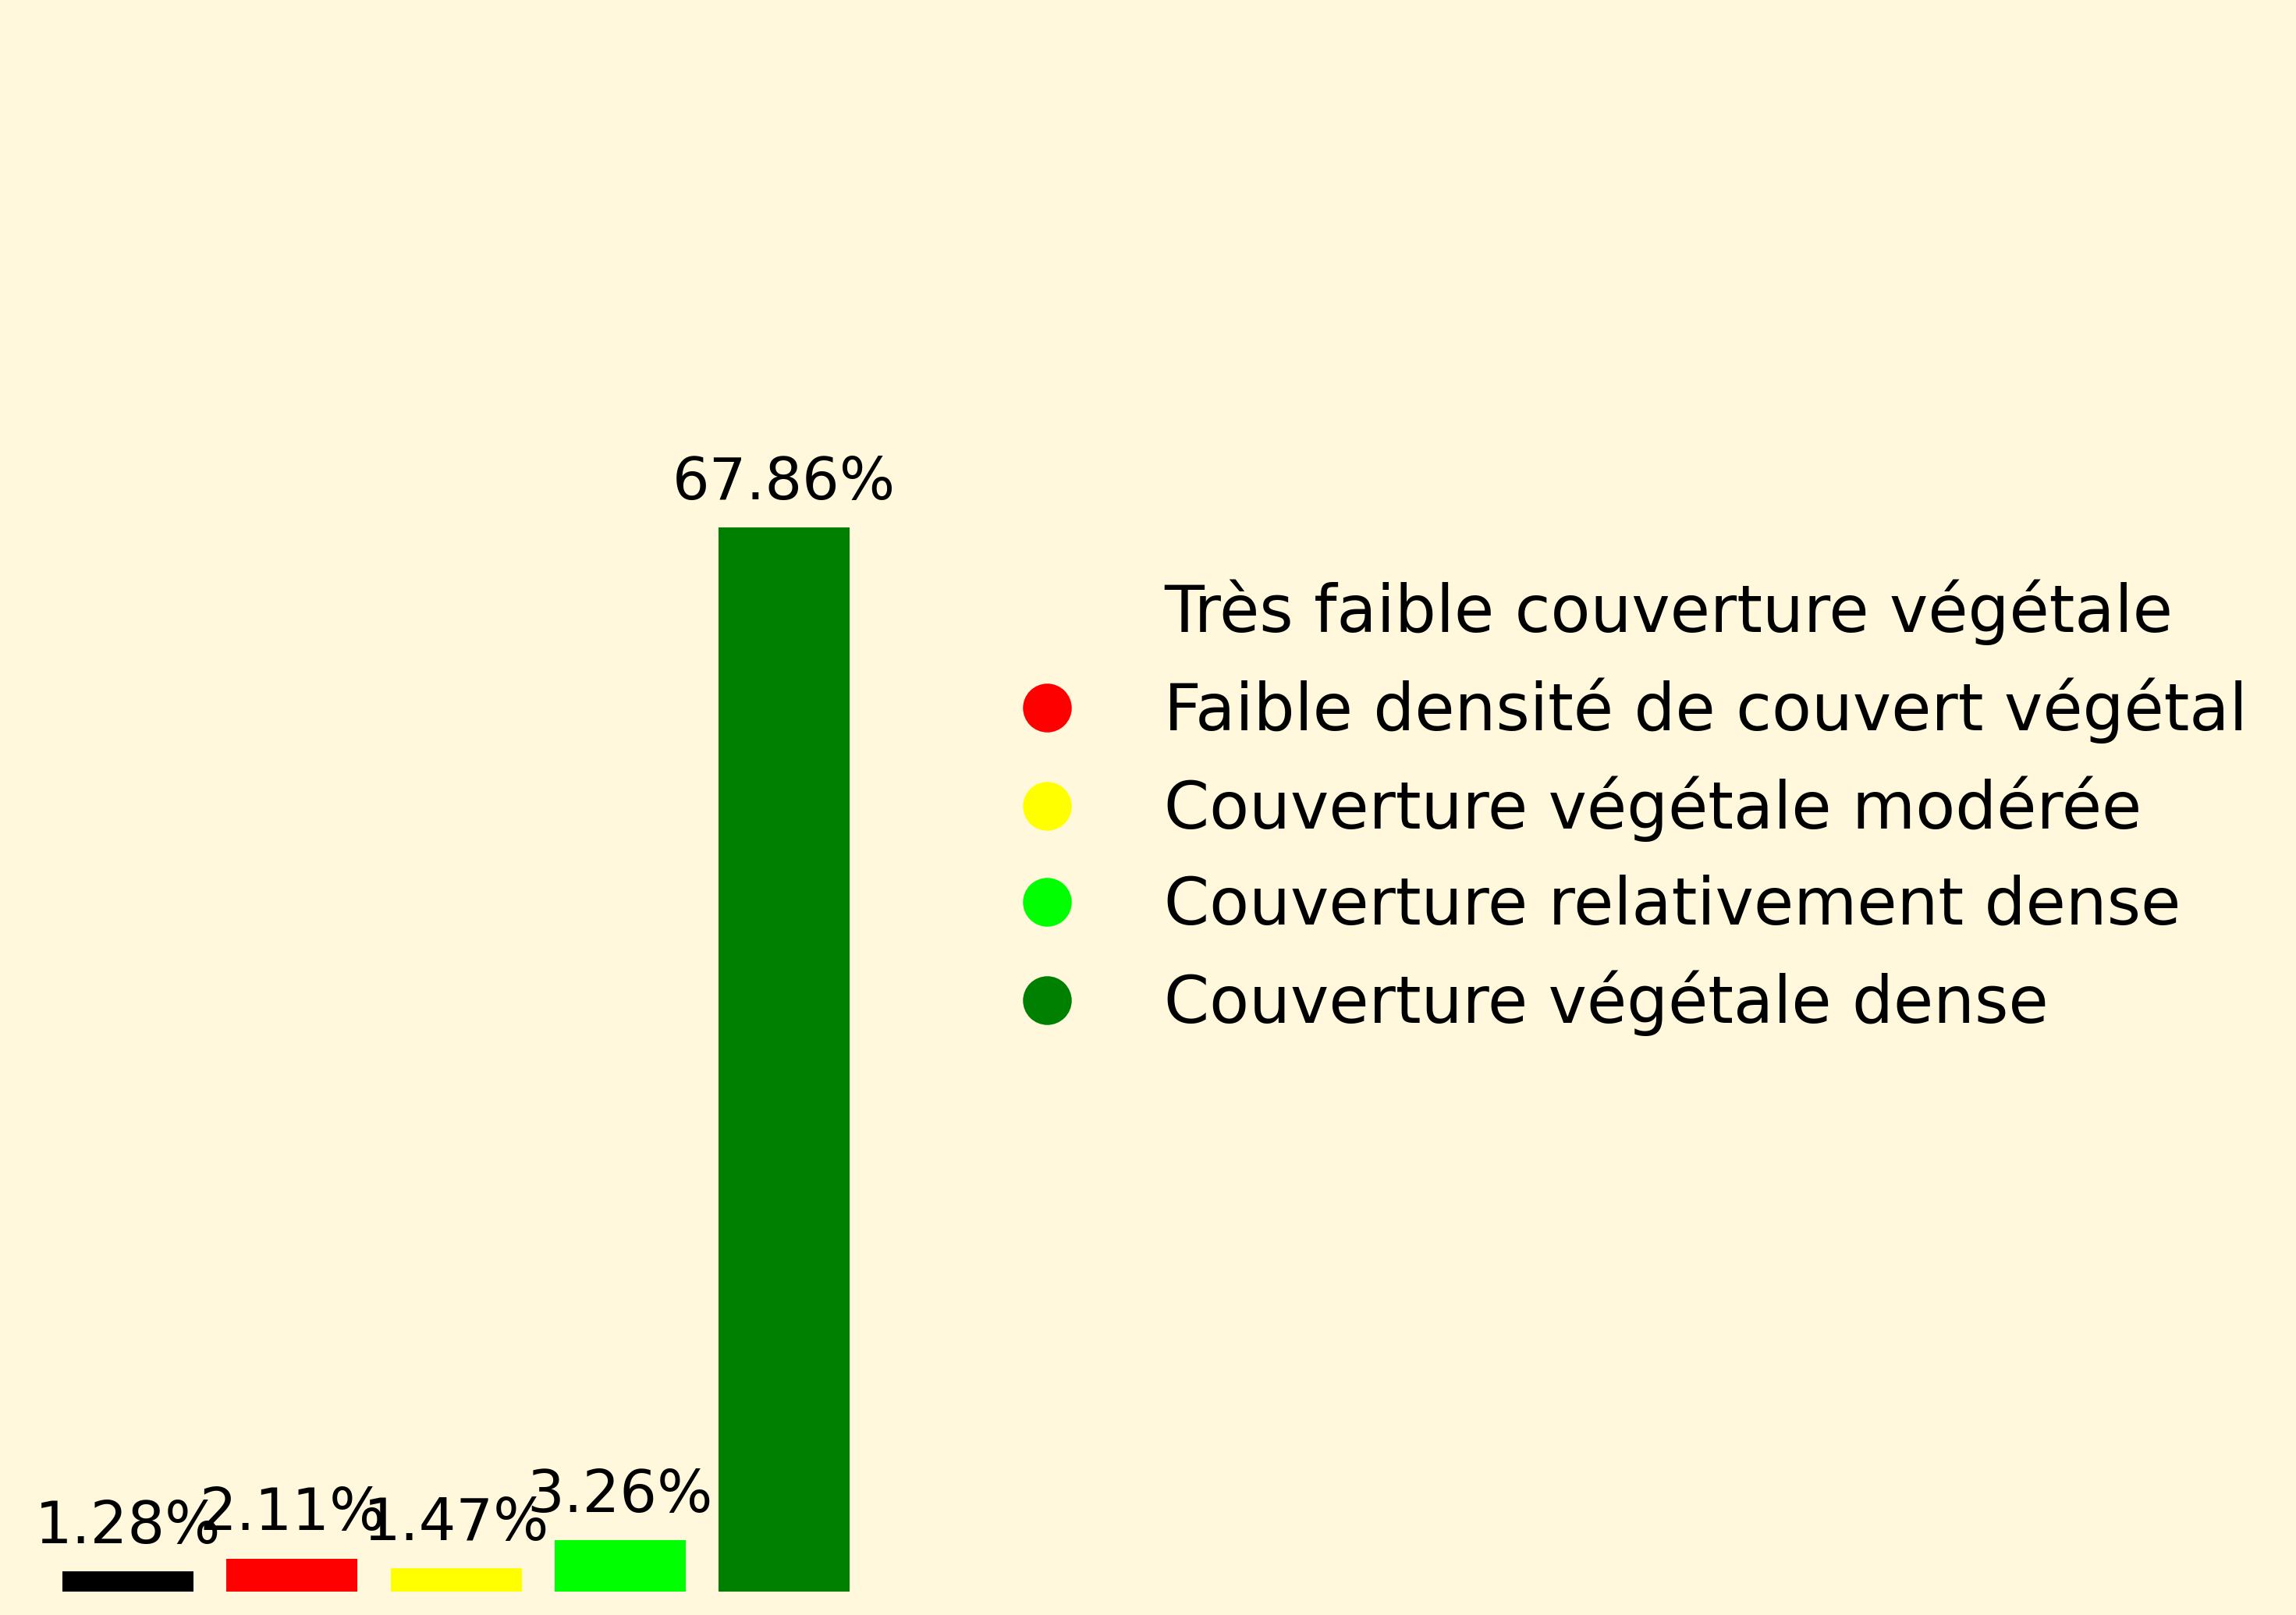 67.86%
Très faible couverture végétale
Faible densité de couvert végétal
Couverture végétale modérée
Couverture relativement dense
Couverture végétale dense
1.28%
2.11%
1.47%
3.26%